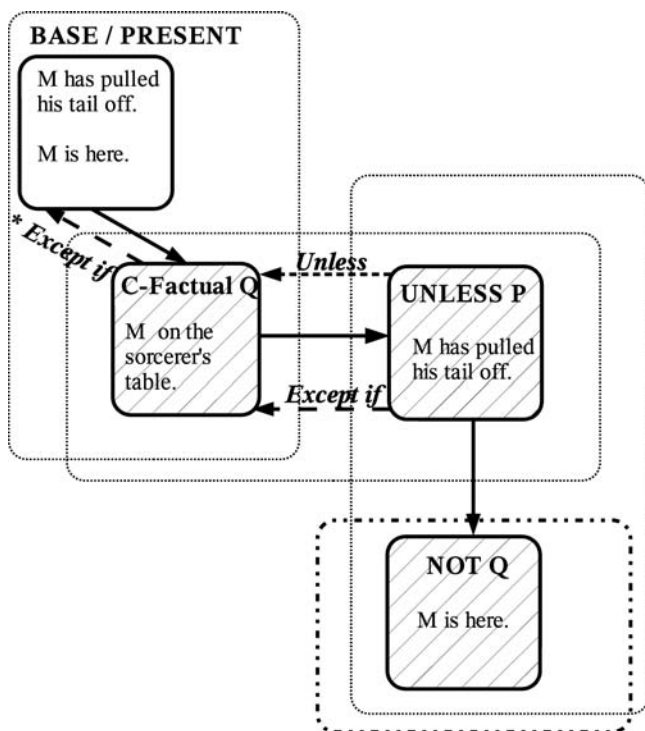 BASE / PRESENT
M has pulled
his tail off.
M is here.
* Except if
C-Factual Q
M on the
sorcerer's
table.
Unless
Except if
UNLESS P
M has pulled
his tail off.
NOT Q
M is here.